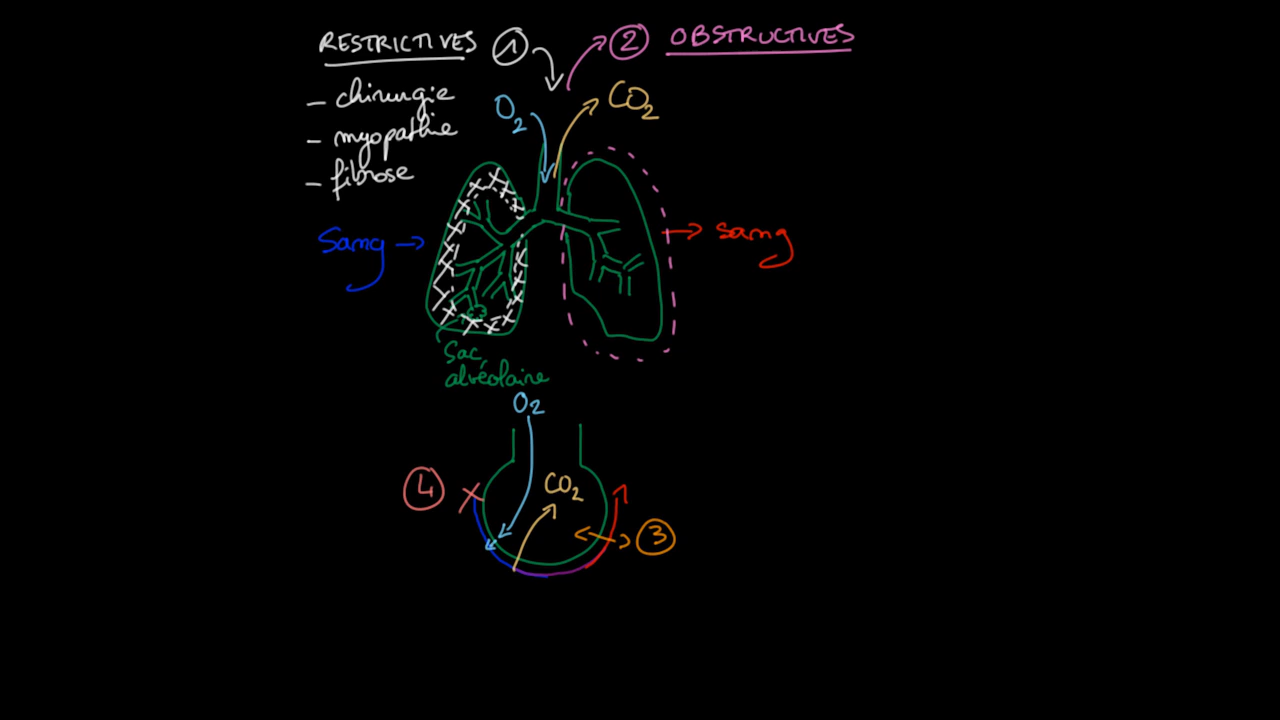 RESTRICTIVES ① ② OBSTRUCTIVES
- chirurgie
- myopathie
- fibrose
O2 CO2
Sang → → sang
Sac
alvéolaire
O2
④ CO2 ③